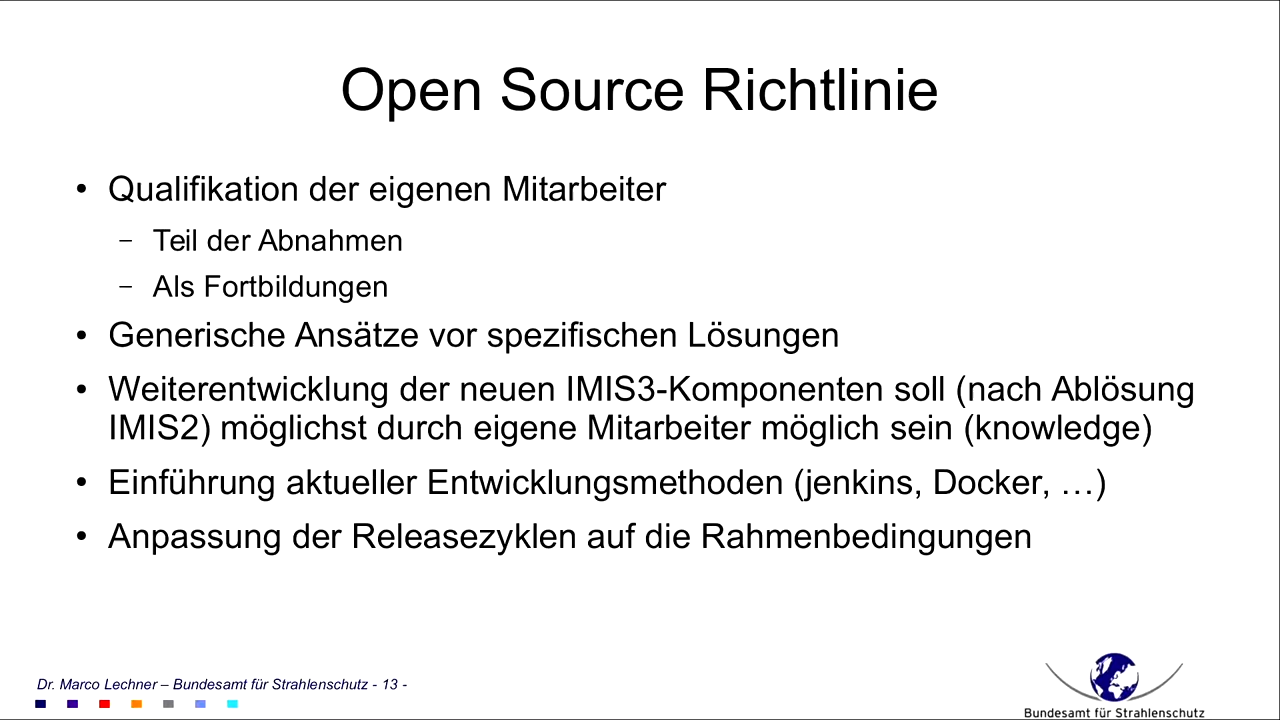 Open Source Richtlinie
• Qualifikation der eigenen Mitarbeiter
– Teil der Abnahmen
– Als Fortbildungen
• Generische Ansätze vor spezifischen Lösungen
• Weiterentwicklung der neuen IMIS3-Komponenten soll (nach Ablösung
IMIS2) möglichst durch eigene Mitarbeiter möglich sein (knowledge)
• Einführung aktueller Entwicklungsmethoden (jenkins, Docker, …)
• Anpassung der Releasezyklen auf die Rahmenbedingungen
Dr. Marco Lechner – Bundesamt für Strahlenschutz - 13 -
Bundesamt für Strahlenschutz